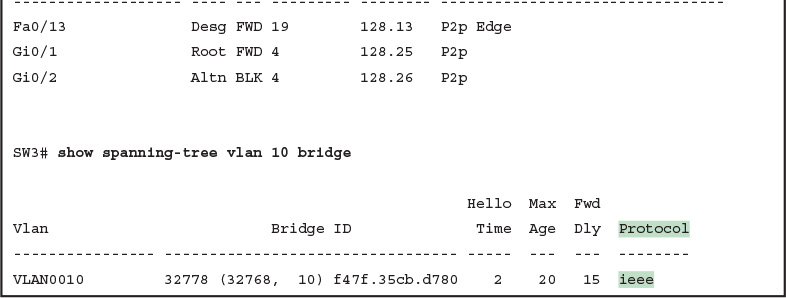 ------------------- ---- --- --------- -------- --------------------------------
Fa0/13              Desg FWD 19        128.13   P2p Edge
Gi0/1               Root FWD 4         128.25   P2p
Gi0/2               Altn BLK 4         128.26   P2p
SW3# show spanning-tree vlan 10 bridge
                                                   Hello  Max  Fwd
Vlan                         Bridge ID              Time  Age  Dly  Protocol
---------------- --------------------------------- -----  ---  ---  --------
VLAN0010         32778 (32768,  10) f47f.35cb.d780    2    20   15  ieee